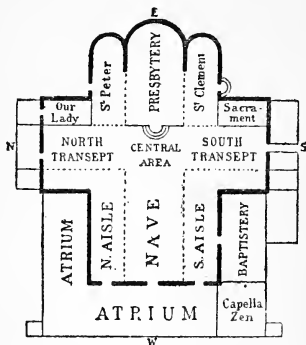 E
St Peter
PRESBYTERY
St Clement
Our
Lady
Sacra-
ment
N
NORTH
TRANSEPT
CENTRAL
AREA
SOUTH
TRANSEPT
S
ATRIUM
N. AISLE
NAVE
S. AISLE
BAPTISTERY
ATRIUM
Capella
Zen
W